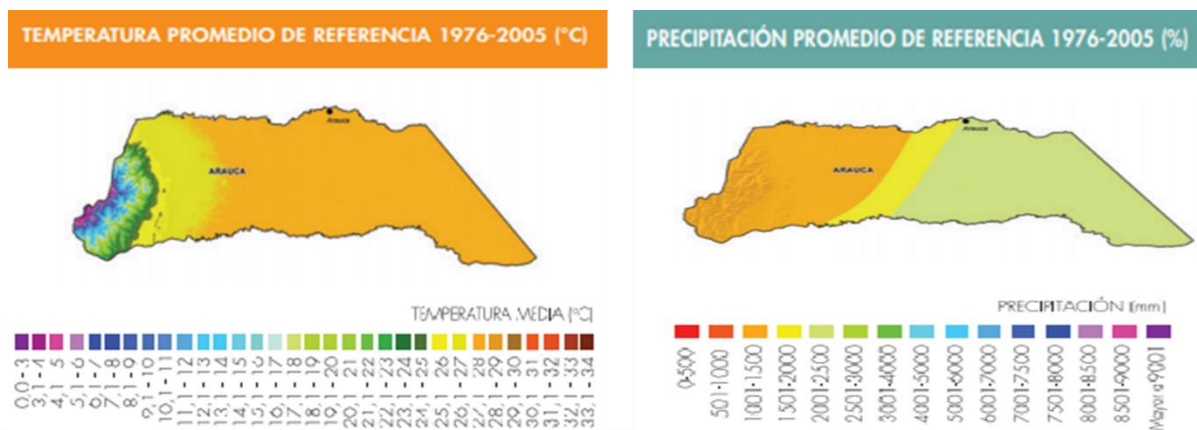 TEMPERATURA PROMEDIO DE REFERENCIA 1976-2005 (°C)
Arauca
ARAUCA
TEMPERATURA MEDIA (°C)
0,0 - 3
3,1 - 4
4,1 - 5
5,1 - 6
6,1 - 7
7,1 - 8
8,1 - 9
9,1 - 10
10,1 - 11
11,1 - 12
12,1 - 13
13,1 - 14
14,1 - 15
15,1 - 16
16,1 - 17
17,1 - 18
18,1 - 19
19,1 - 20
20,1 - 21
21,1 - 22
22,1 - 23
23,1 - 24
24,1 - 25
25,1 - 26
26,1 - 27
27,1 - 28
28,1 - 29
29,1 - 30
30,1 - 31
31,1 - 32
32,1 - 33
33,1 - 34
PRECIPITACIÓN PROMEDIO DE REFERENCIA 1976-2005 (%)
Arauca
ARAUCA
PRECIPITACIÓN (mm)
0-500
501-1000
1001-1500
1501-2000
2001-2500
2501-3000
3001-4000
4001-5000
5001-6000
6001-7000
7001-7500
7501-8000
8001-8500
8501-9000
Mayor a 9001